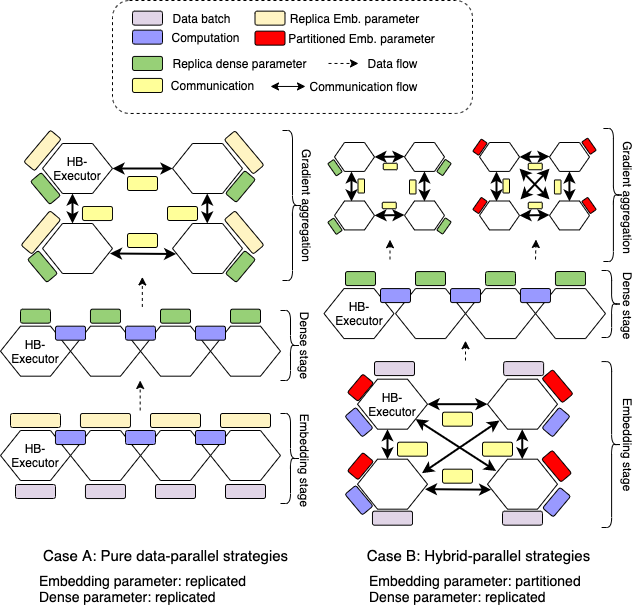 Data batch
Replica Emb. parameter
Computation
Partitioned Emb. parameter
Replica dense parameter
Data flow
Communication
Communication flow
HB-
Executor
Gradient aggregation
HB-
Executor
Dense stage
HB-
Executor
Embedding stage
Gradient aggregation
HB-
Executor
Dense stage
HB-
Executor
Embedding stage
Case A: Pure data-parallel strategies
Embedding parameter: replicated
Dense parameter: replicated
Case B: Hybrid-parallel strategies
Embedding parameter: partitioned
Dense parameter: replicated